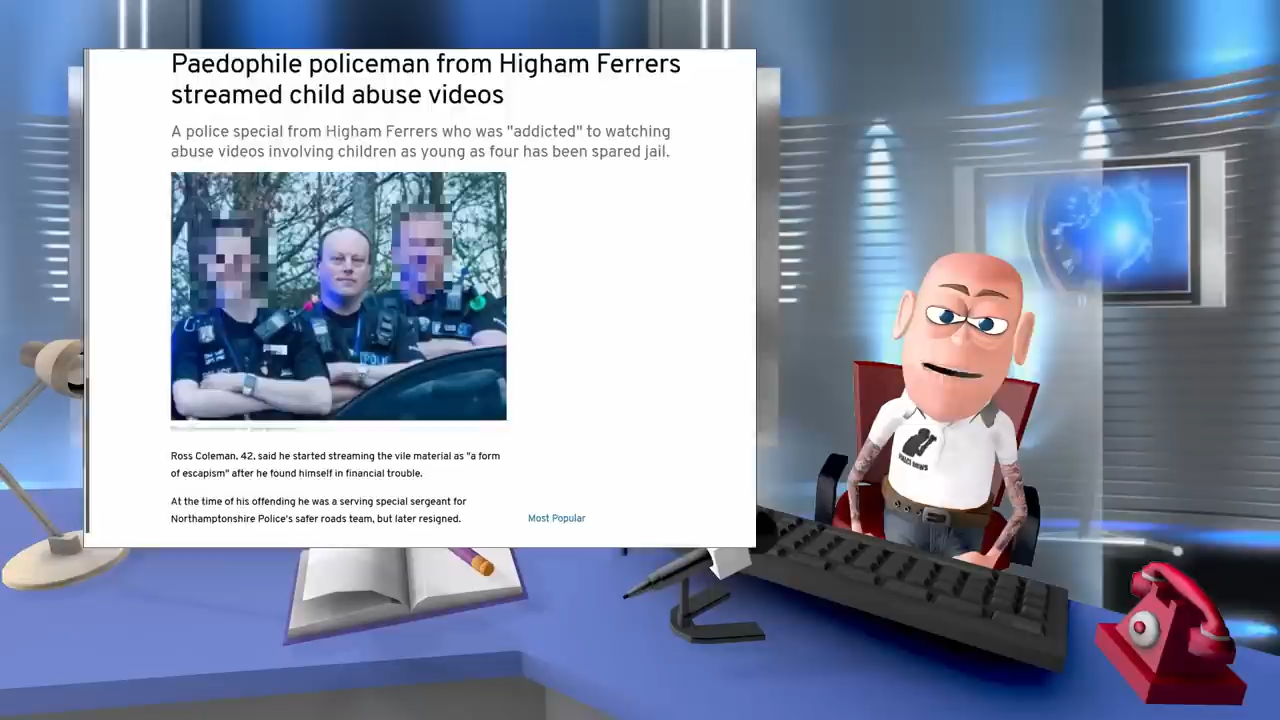 Paedophile policeman from Higham Ferrers
streamed child abuse videos
A police special from Higham Ferrers who was "addicted" to watching
abuse videos involving children as young as four has been spared jail.
Ross Coleman, 42, said he started streaming the vile material as "a form
of escapism" after he found himself in financial trouble.
At the time of his offending he was a serving special sergeant for
Northamptonshire Police's safer roads team, but later resigned.
Most Popular